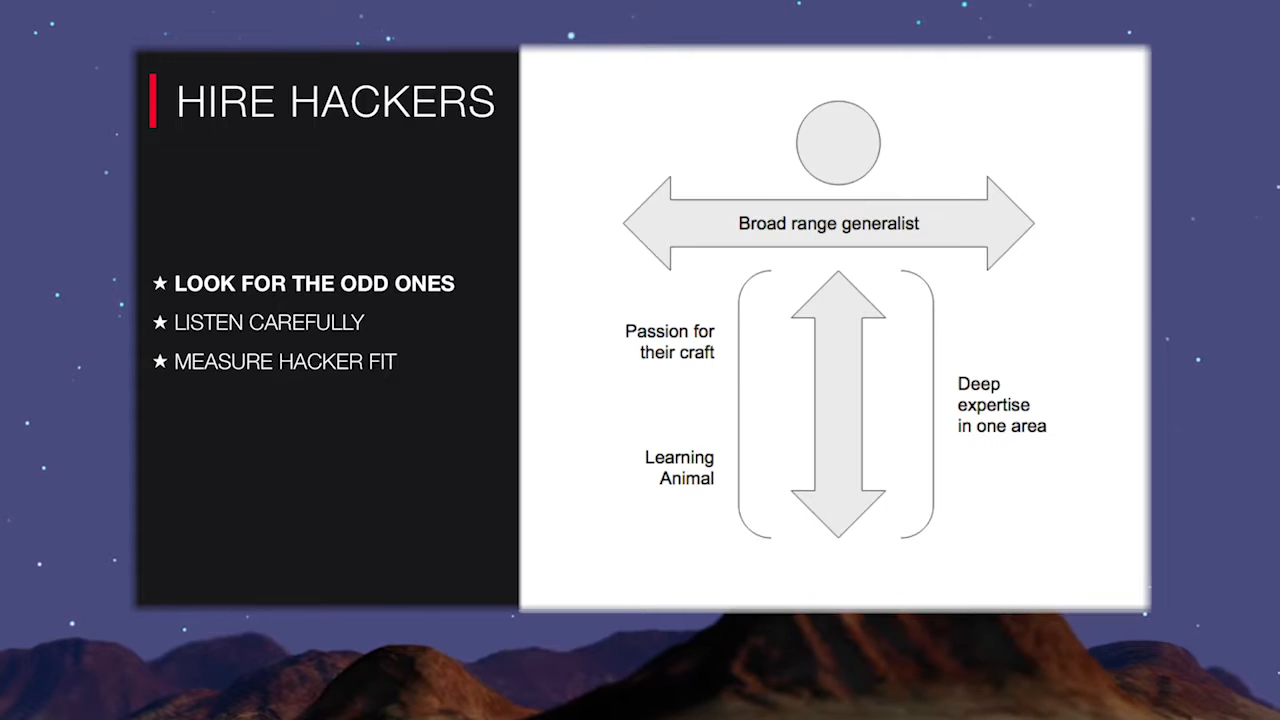 HIRE HACKERS
★ LOOK FOR THE ODD ONES
★ LISTEN CAREFULLY
★ MEASURE HACKER FIT
Broad range generalist
Passion for
their craft
Learning
Animal
Deep
expertise
in one area